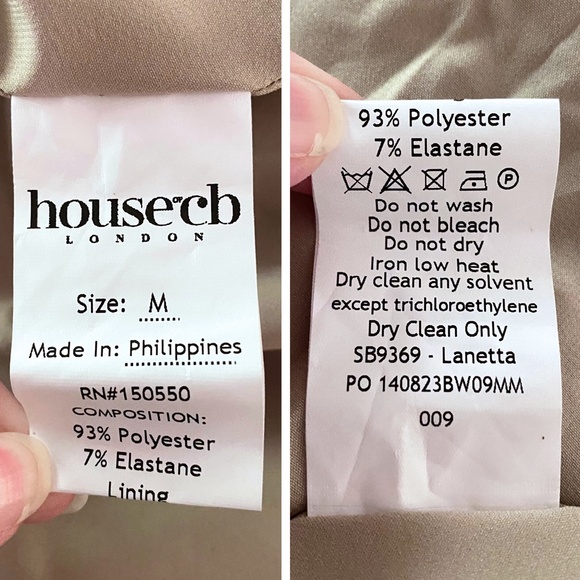 house of cb
LONDON
Size: M
Made In: Philippines
RN#150550
COMPOSITION:
93% Polyester
7% Elastane
Lining
93% Polyester
7% Elastane
P
Do not wash
Do not bleach
Do not dry
Iron low heat
Dry clean any solvent
except trichloroethylene
Dry Clean Only
SB9369 - Lanetta
PO 140823BW09MM
009